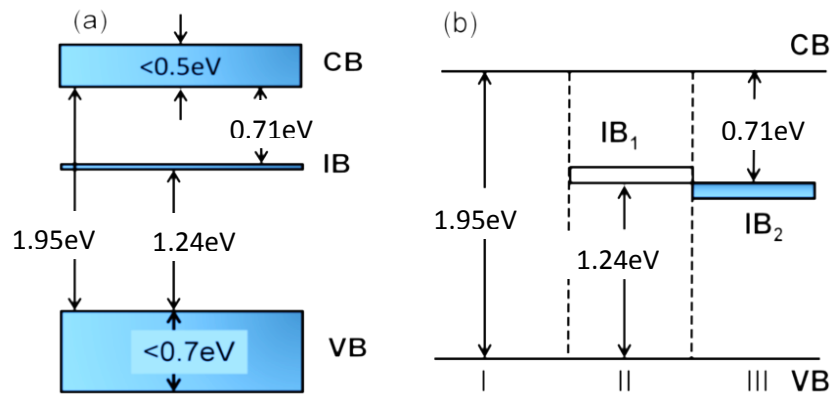 (a)
<0.5eV
CB
0.71eV
IB
1.95eV
1.24eV
<0.7eV
VB
(b)
CB
IB₁
0.71eV
1.95eV
IB₂
1.24eV
I II III VB